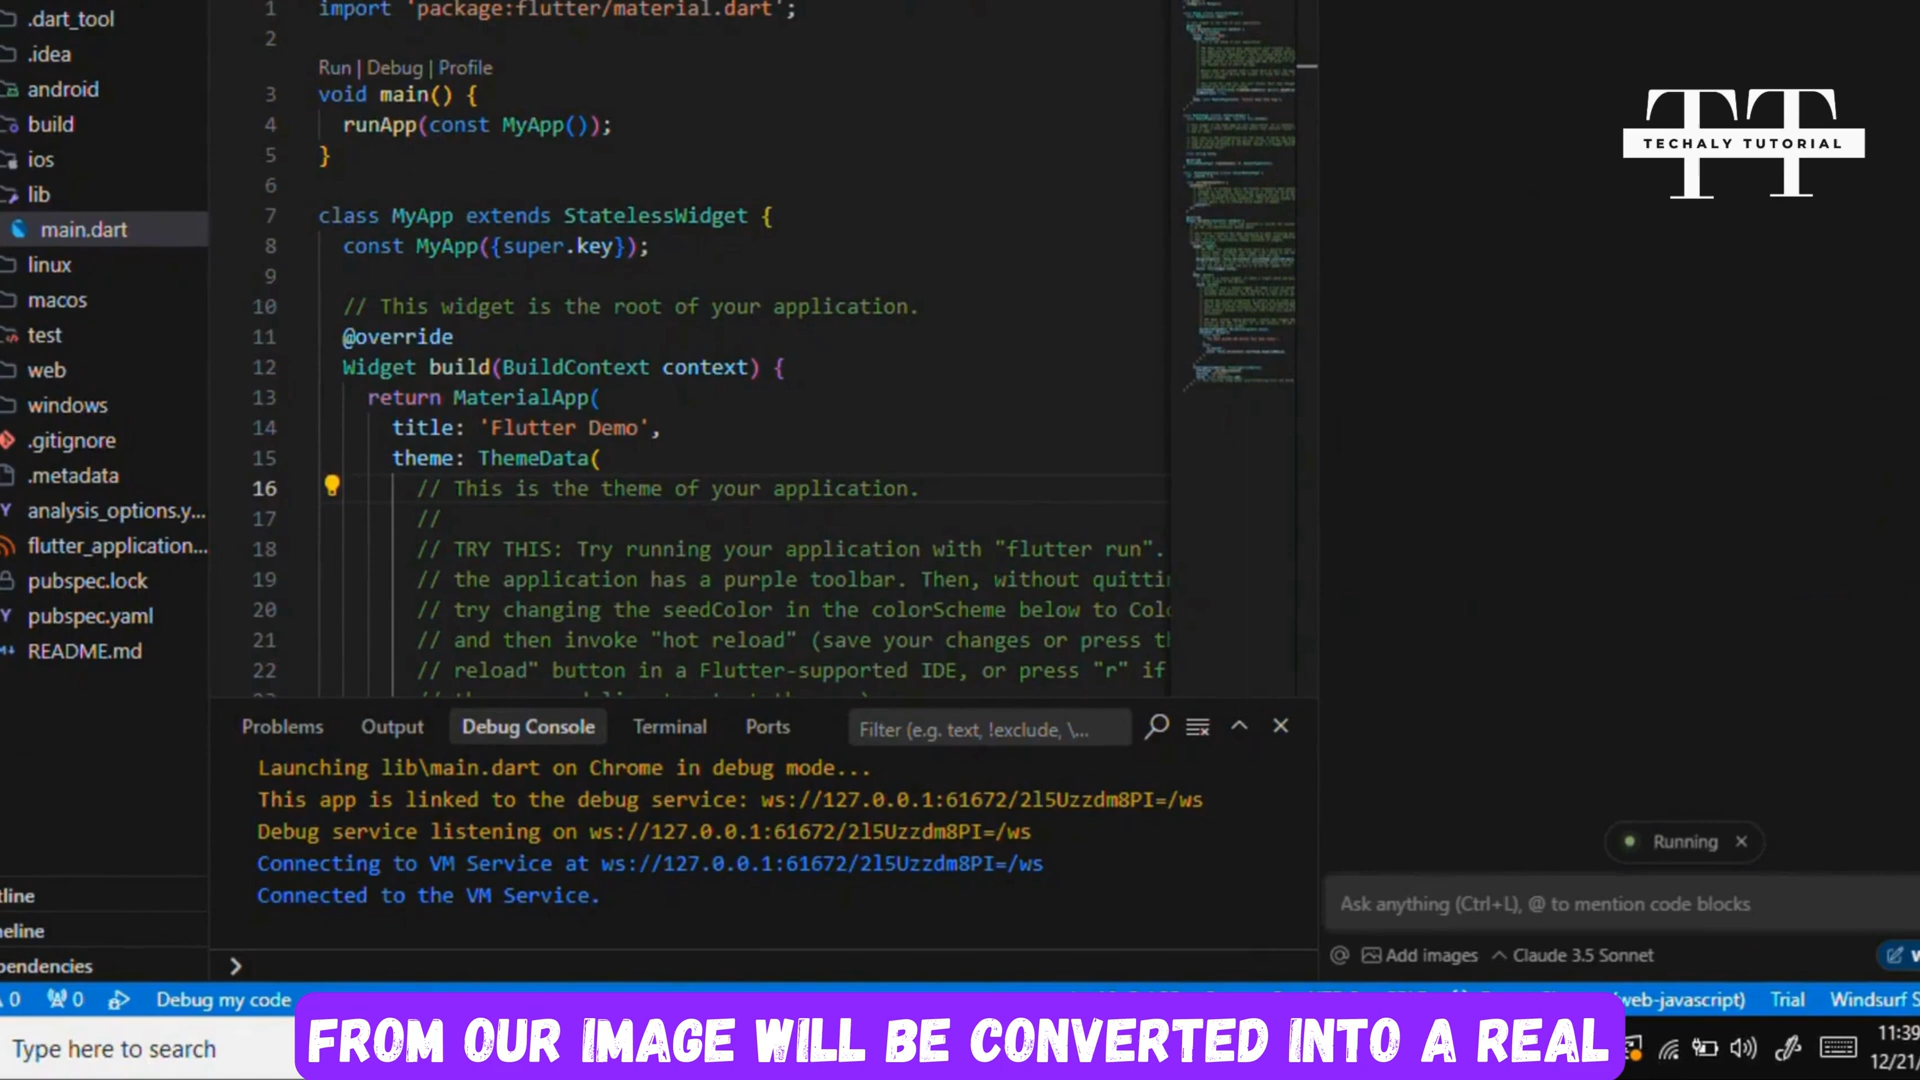 .dart_tool
.idea
android
build
ios
lib
main.dart
linux
macos
test
web
windows
.gitignore
.metadata
analysis_options.y...
flutter_application...
pubspec.lock
pubspec.yaml
README.md
tline
neline
pendencies
1 import 'package:flutter/material.dart';
2
Run | Debug | Profile
3 void main() {
4 runApp(const MyApp());
5 }
6
7 class MyApp extends StatelessWidget {
8 const MyApp({super.key});
9
10 // This widget is the root of your application.
11 @override
12 Widget build(BuildContext context) {
13 return MaterialApp(
14 title: 'Flutter Demo',
15 theme: ThemeData(
16 // This is the theme of your application.
17 //
18 // TRY THIS: Try running your application with "flutter run".
19 // the application has a purple toolbar. Then, without quittin
20 // try changing the seedColor in the colorScheme below to Colo
21 // and then invoke "hot reload" (save your changes or press th
22 // reload" button in a Flutter-supported IDE, or press "r" if
TT
TECHALY TUTORIAL
Problems Output Debug Console Terminal Ports Filter (e.g. text, !exclude, \...
Launching lib\main.dart on Chrome in debug mode...
This app is linked to the debug service: ws://127.0.0.1:61672/2l5Uzzdm8PI=/ws
Debug service listening on ws://127.0.0.1:61672/2l5Uzzdm8PI=/ws
Connecting to VM Service at ws://127.0.0.1:61672/2l5Uzzdm8PI=/ws
Connected to the VM Service.
Running
Ask anything (Ctrl+L), @ to mention code blocks
Add images Claude 3.5 Sonnet W
0 0 Debug my code
web-javascript) Trial Windsurf S
FROM OUR IMAGE WILL BE CONVERTED INTO A REAL
Type here to search
11:39
12/21/